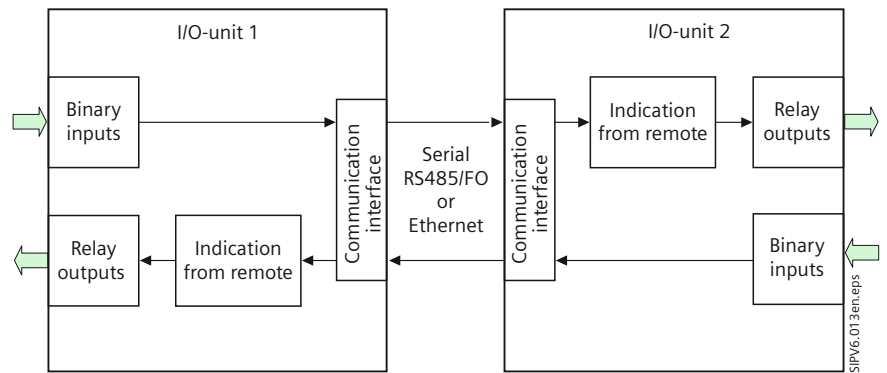 I/O-unit 1
I/O-unit 2
Binary
inputs
Communication
interface
Serial
RS485/FO
or
Ethernet
Communication
interface
Indication
from remote
Relay
outputs
Relay
outputs
Indication
from remote
Binary
inputs
SIPV6.013en.eps